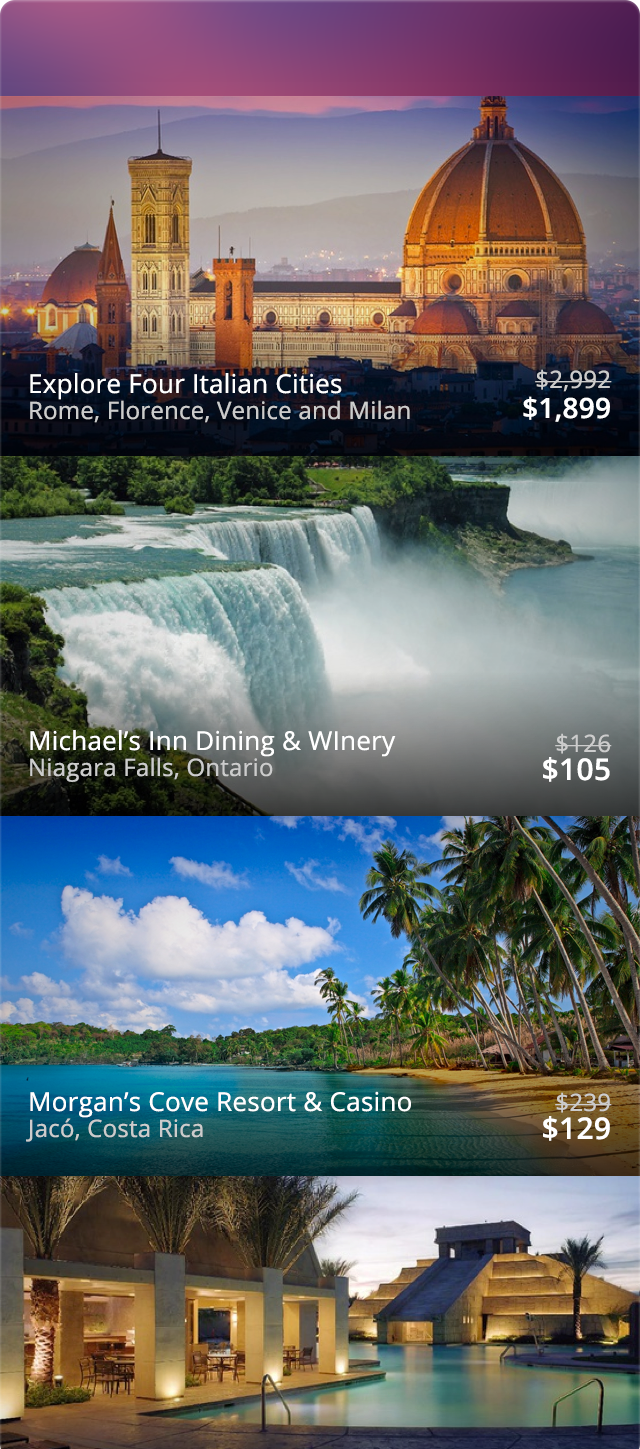 Explore Four Italian Cities
$2,992
Rome, Florence, Venice and Milan
$1,899
Michael’s Inn Dining & WInery
$126
Niagara Falls, Ontario
$105
Morgan’s Cove Resort & Casino
$239
Jacó, Costa Rica
$129